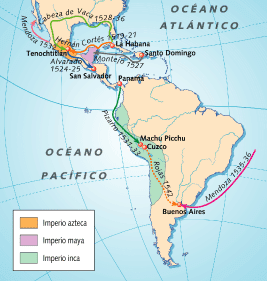 OCÉANO
ATLÁNTICO
Cabeza de Vaca 1528-36
Hernán Cortés 1519-21
La Habana
Tenochtitlan
Montejo 1527
Santo Domingo
Alvarado
1524-25
San Salvador
Panamá
Pizarro 1531-33
Machu Picchu
Cuzco
OCÉANO
PACÍFICO
Rojas 1542
Mendoza 1535-36
Buenos Aires
Imperio azteca
Imperio maya
Imperio inca